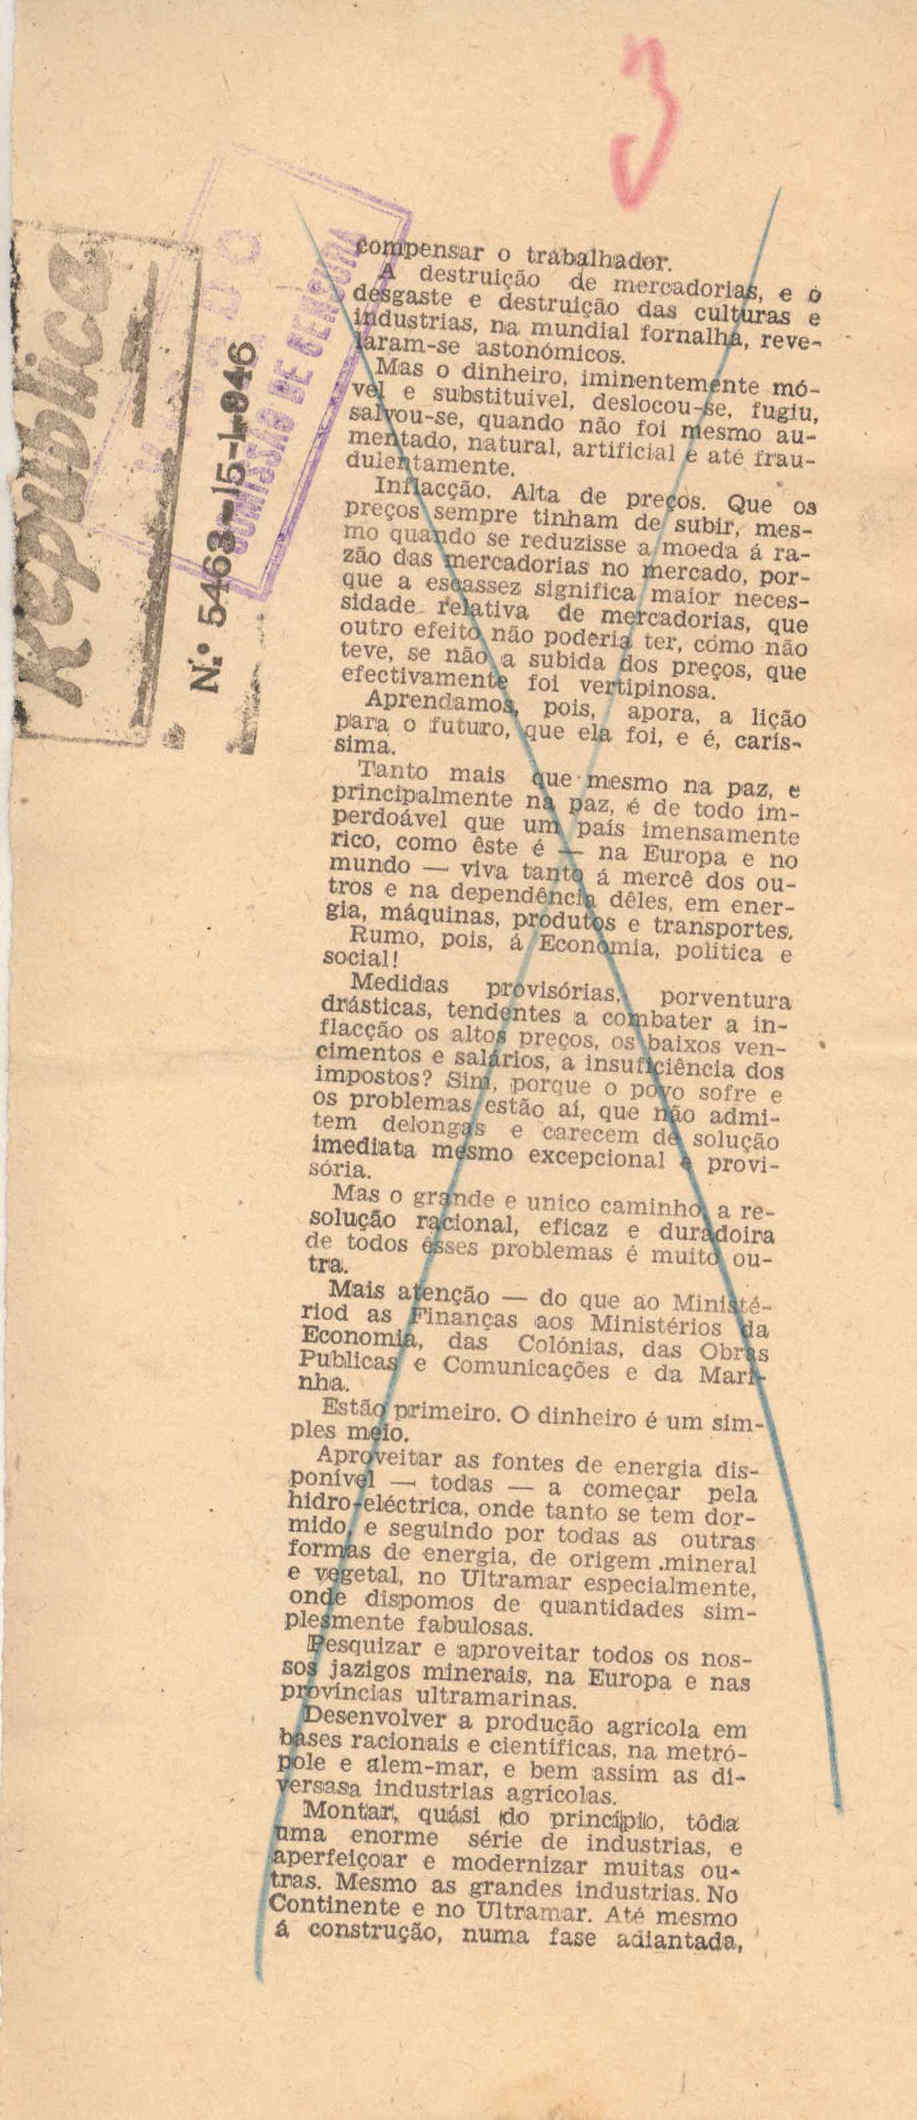 3
República
N.º 5463-15-1-946
COMISSÃO DE CENSURA
compensar o trabalhador.
A destruição de mercadorias, e o
desgaste e destruição das culturas e
industrias, na mundial fornalha, reve-
laram-se astonómicos.
Mas o dinheiro, iminentemente mó-
vel e substituivel, deslocou-se, fugiu,
salvou-se, quando não foi mesmo au-
mentado, natural, artificial e até frau-
dulentamente.
Inflacção. Alta de preços. Que os
preços sempre tinham de subir, mes-
mo quando se reduzisse a moeda á ra-
zão das mercadorias no mercado, por-
que a escassez significa maior neces-
sidade relativa de mercadorias, que
outro efeito não poderia ter, como não
teve, se não a subida dos preços, que
efectivamente foi vertipinosa.
Aprendamos, pois, apora, a lição
para o futuro, que ela foi, e é, carís-
sima.
Tanto mais que mesmo na paz, e
principalmente na paz, é de todo im-
perdoável que um país imensamente
rico, como êste é — na Europa e no
mundo — viva tanto á mercê dos ou-
tros e na dependência dêles, em ener-
gia, máquinas, produtos e transportes.
Rumo, pois, á Economia, política e
social!
Medidas provisórias, porventura
drásticas, tendentes a combater a in-
flacção os altos preços, os baixos ven-
cimentos e salários, a insuficiência dos
impostos? Sim, porque o povo sofre e
os problemas estão aí, que não admi-
tem delongas e carecem de solução
imediata mesmo excepcional e provi-
sória.
Mas o grande e unico caminho, a re-
solução racional, eficaz e duradoira
de todos êsses problemas é muito ou-
tra.
Mais atenção — do que ao Ministé-
riod as Finanças aos Ministérios da
Economia, das Colónias, das Obras
Publicas e Comunicações e da Mari-
nha.
Estão primeiro. O dinheiro é um sim-
ples meio.
Aproveitar as fontes de energia dis-
ponível — todas — a começar pela
hidro-eléctrica, onde tanto se tem dor-
mido, e seguindo por todas as outras
formas de energia, de origem .mineral
e vegetal, no Ultramar especialmente,
onde dispomos de quantidades sim-
plesmente fabulosas.
Pesquizar e aproveitar todos os nos-
sos jazigos minerais, na Europa e nas
províncias ultramarinas.
Desenvolver a produção agrícola em
bases racionais e científicas, na metró-
pole e alem-mar, e bem assim as di-
versasa industrias agrícolas.
Montar, quási do princípio, tôda
uma enorme série de industrias, e
aperfeiçoar e modernizar muitas ou-
tras. Mesmo as grandes industrias. No
Continente e no Ultramar. Até mesmo
á construção, numa fase adiantada,